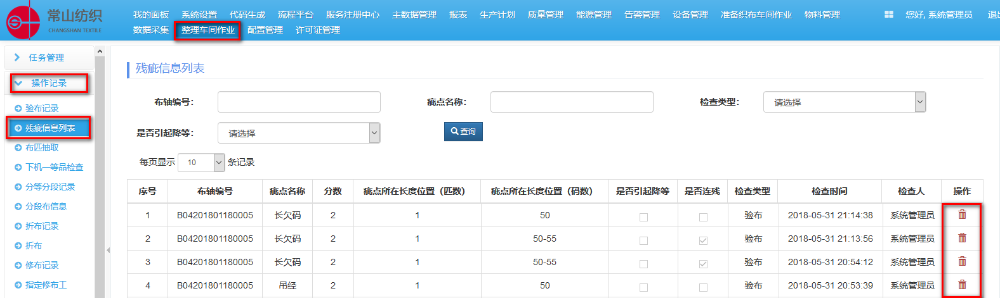 常山纺织
CHANGSHAN TEXTILE
我的面板 系统设置 代码生成 流程平台 服务注册中心 主数据管理 报表 生产计划 质量管理 能源管理 告警管理 设备管理 准备织布车间作业 物料管理 您好, 系统管理员 退出
数据采集 整理车间作业 配置管理 许可证管理
任务管理
操作记录
验布记录
残疵信息列表
布匹抽取
下机一等品检查
分等分段记录
分段布信息
折布记录
折布
修布记录
指定修布工
残疵信息列表
布轴编号: 疵点名称: 检查类型: 请选择
是否引起降等: 请选择 查询
每页显示 10 条记录
序号 布轴编号 疵点名称 分数 疵点所在长度位置（匹数） 疵点所在长度位置（码数） 是否引起降等 是否连残 检查类型 检查时间 检查人 操作
1 B04201801180005 长欠码 2 1 50 验布 2018-05-31 21:14:38 系统管理员
2 B04201801180005 长欠码 2 1 50-55 验布 2018-05-31 21:13:56 系统管理员
3 B04201801180005 长欠码 2 1 50-55 验布 2018-05-31 20:54:12 系统管理员
4 B04201801180005 吊经 2 1 50 验布 2018-05-31 20:53:39 系统管理员